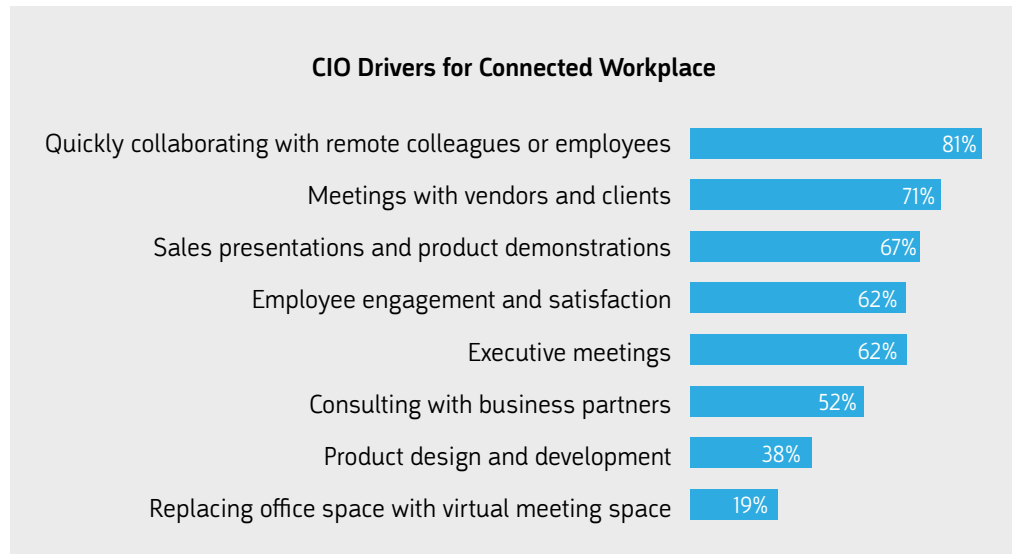 CIO Drivers for Connected Workplace
Quickly collaborating with remote colleagues or employees 81%
Meetings with vendors and clients 71%
Sales presentations and product demonstrations 67%
Employee engagement and satisfaction 62%
Executive meetings 62%
Consulting with business partners 52%
Product design and development 38%
Replacing office space with virtual meeting space 19%